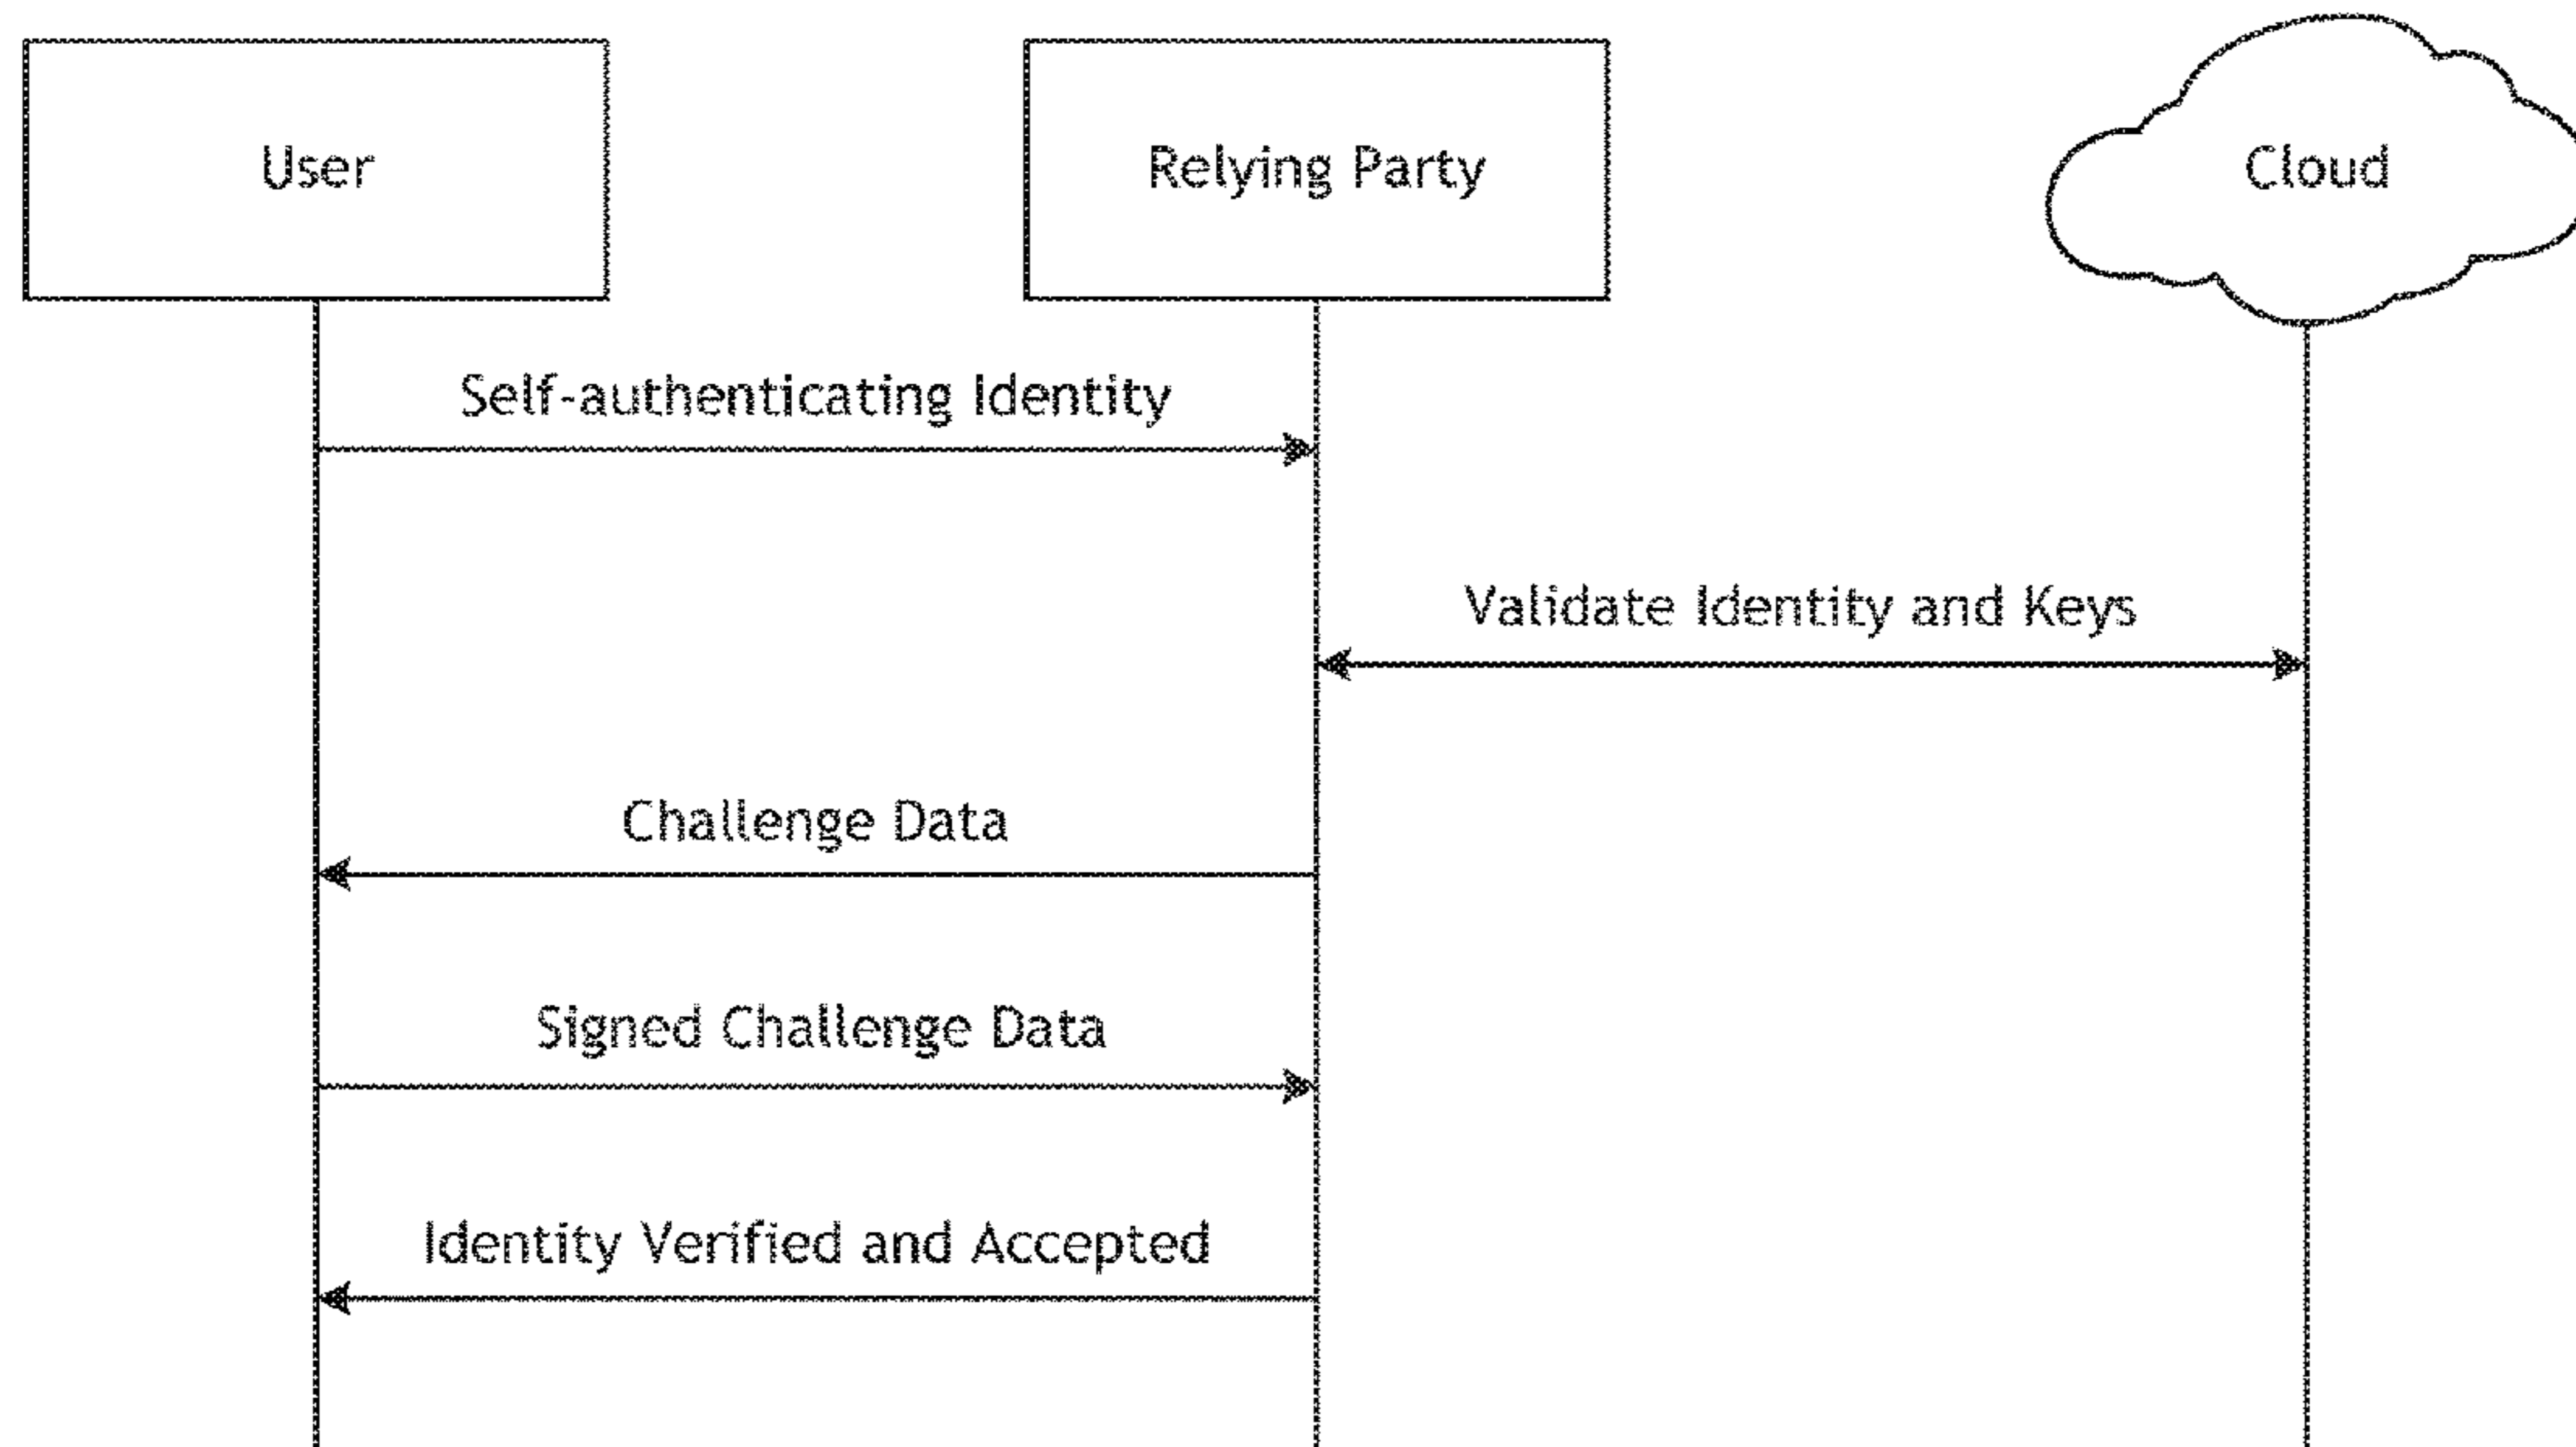 User
Relying Party
Cloud
Self-authenticating Identity
Validate Identity and Keys
Challenge Data
Signed Challenge Data
Identity Verified and Accepted